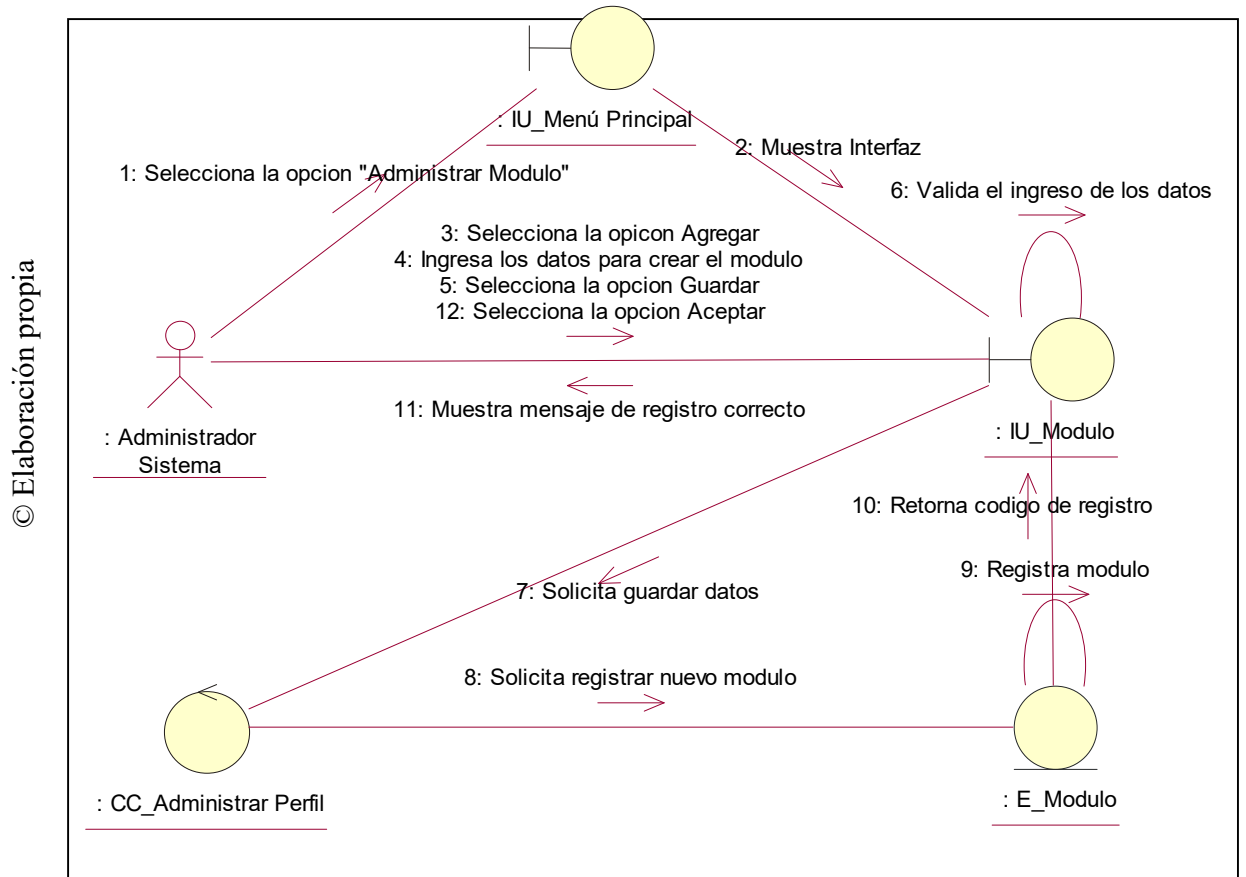 : IU_Menú Principal
1: Selecciona la opcion "Administrar Modulo"
2: Muestra Interfaz
6: Valida el ingreso de los datos
3: Selecciona la opicon Agregar
4: Ingresa los datos para crear el modulo
5: Selecciona la opcion Guardar
12: Selecciona la opcion Aceptar
11: Muestra mensaje de registro correcto
: Administrador
Sistema
: IU_Modulo
10: Retorna codigo de registro
9: Registra modulo
7: Solicita guardar datos
8: Solicita registrar nuevo modulo
: CC_Administrar Perfil
: E_Modulo
© Elaboración propia